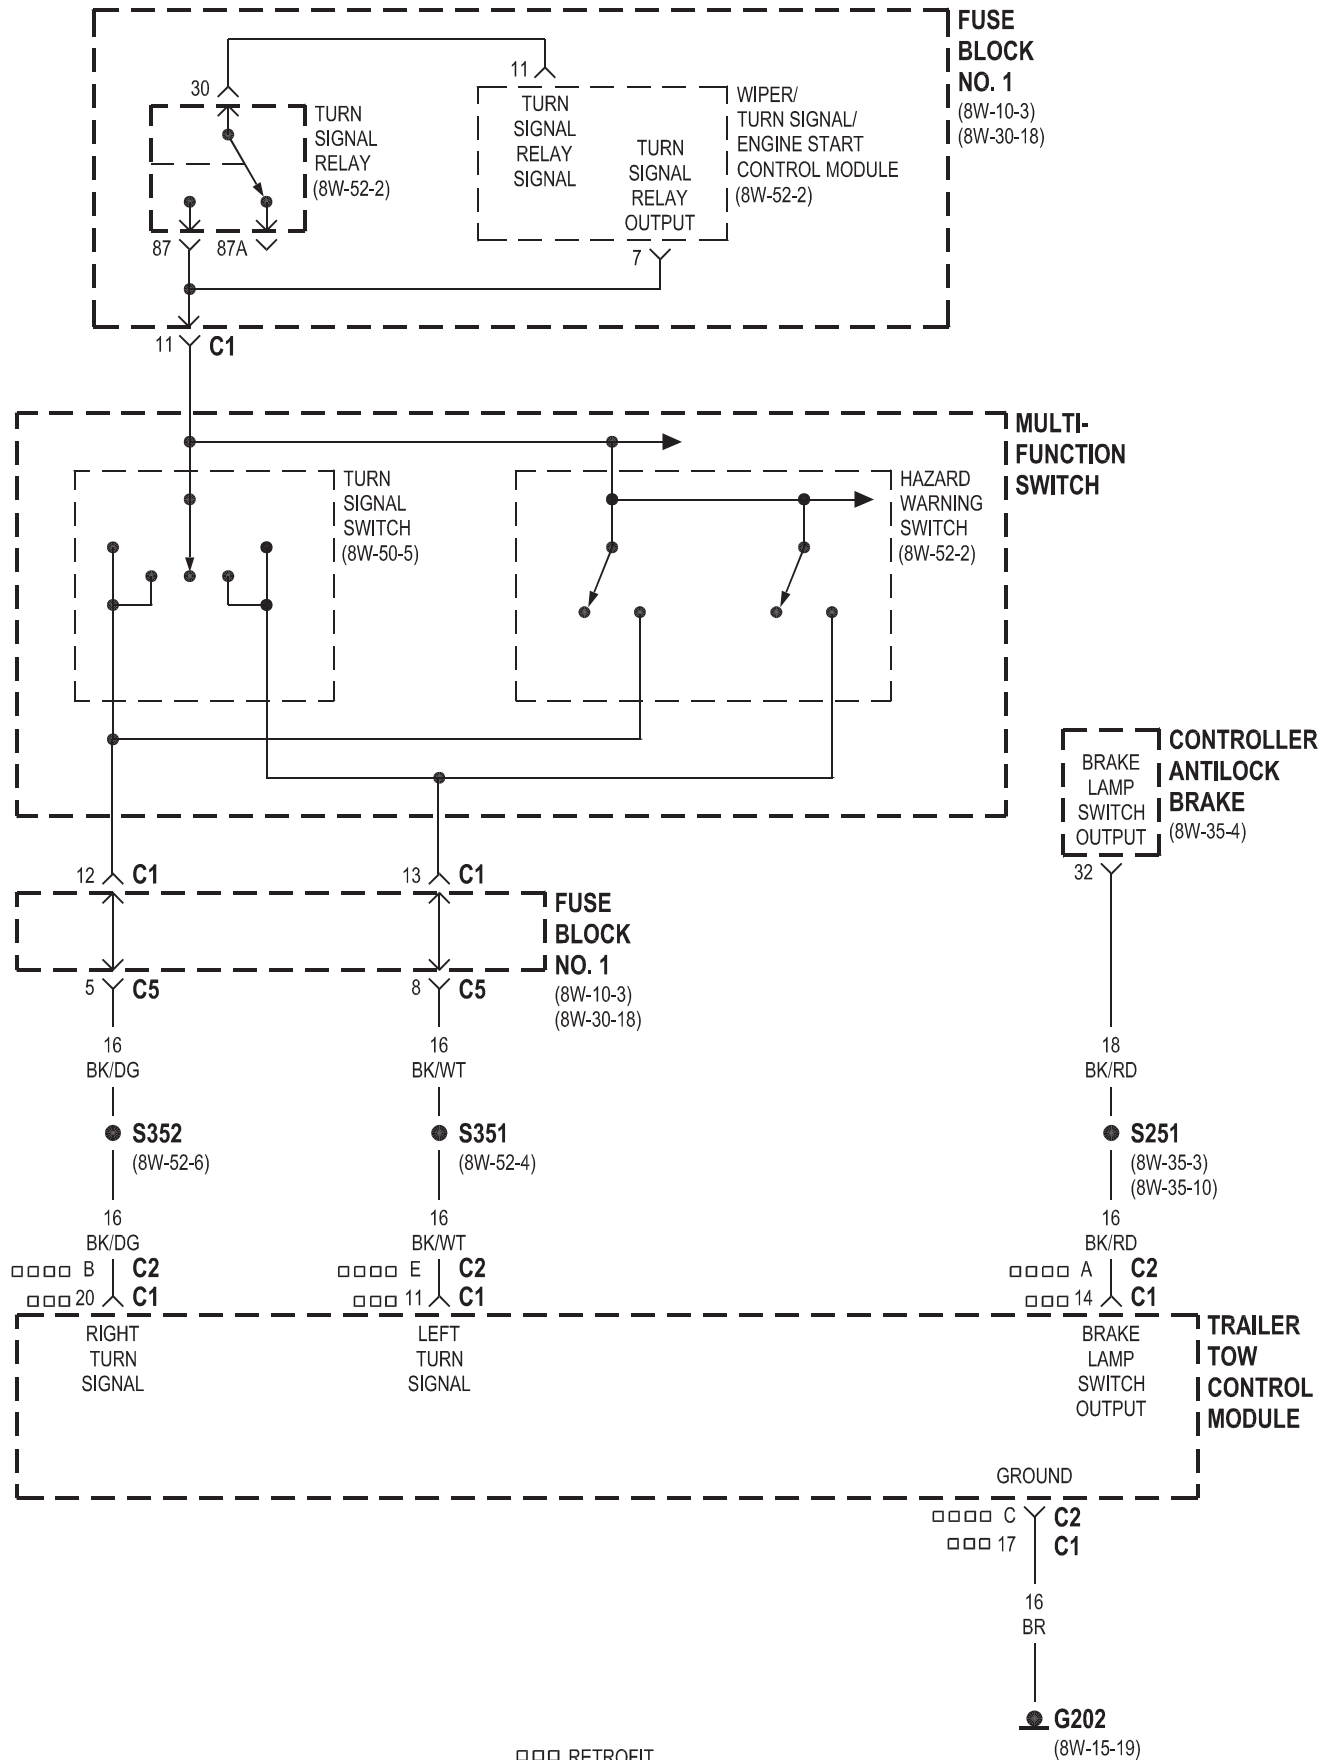 FUSE
BLOCK
NO. 1
(8W-10-3)
(8W-30-18)
30
11
TURN
SIGNAL
RELAY
(8W-52-2)
TURN
SIGNAL
RELAY
SIGNAL
TURN
SIGNAL
RELAY
OUTPUT
WIPER/
TURN SIGNAL/
ENGINE START
CONTROL MODULE
(8W-52-2)
87
87A
7
11 C1
MULTI-
FUNCTION
SWITCH
TURN
SIGNAL
SWITCH
(8W-50-5)
HAZARD
WARNING
SWITCH
(8W-52-2)
CONTROLLER
ANTILOCK
BRAKE
(8W-35-4)
BRAKE
LAMP
SWITCH
OUTPUT
32
12 C1
13 C1
FUSE
BLOCK
NO. 1
(8W-10-3)
(8W-30-18)
5 C5
8 C5
16
BK/DG
16
BK/WT
18
BK/RD
S352
(8W-52-6)
S351
(8W-52-4)
S251
(8W-35-3)
(8W-35-10)
16
BK/DG
16
BK/WT
16
BK/RD
B C2
20 C1
E C2
11 C1
A C2
14 C1
RIGHT
TURN
SIGNAL
LEFT
TURN
SIGNAL
BRAKE
LAMP
SWITCH
OUTPUT
TRAILER
TOW
CONTROL
MODULE
GROUND
C C2
17 C1
16
BR
G202
(8W-15-19)
RETROFIT